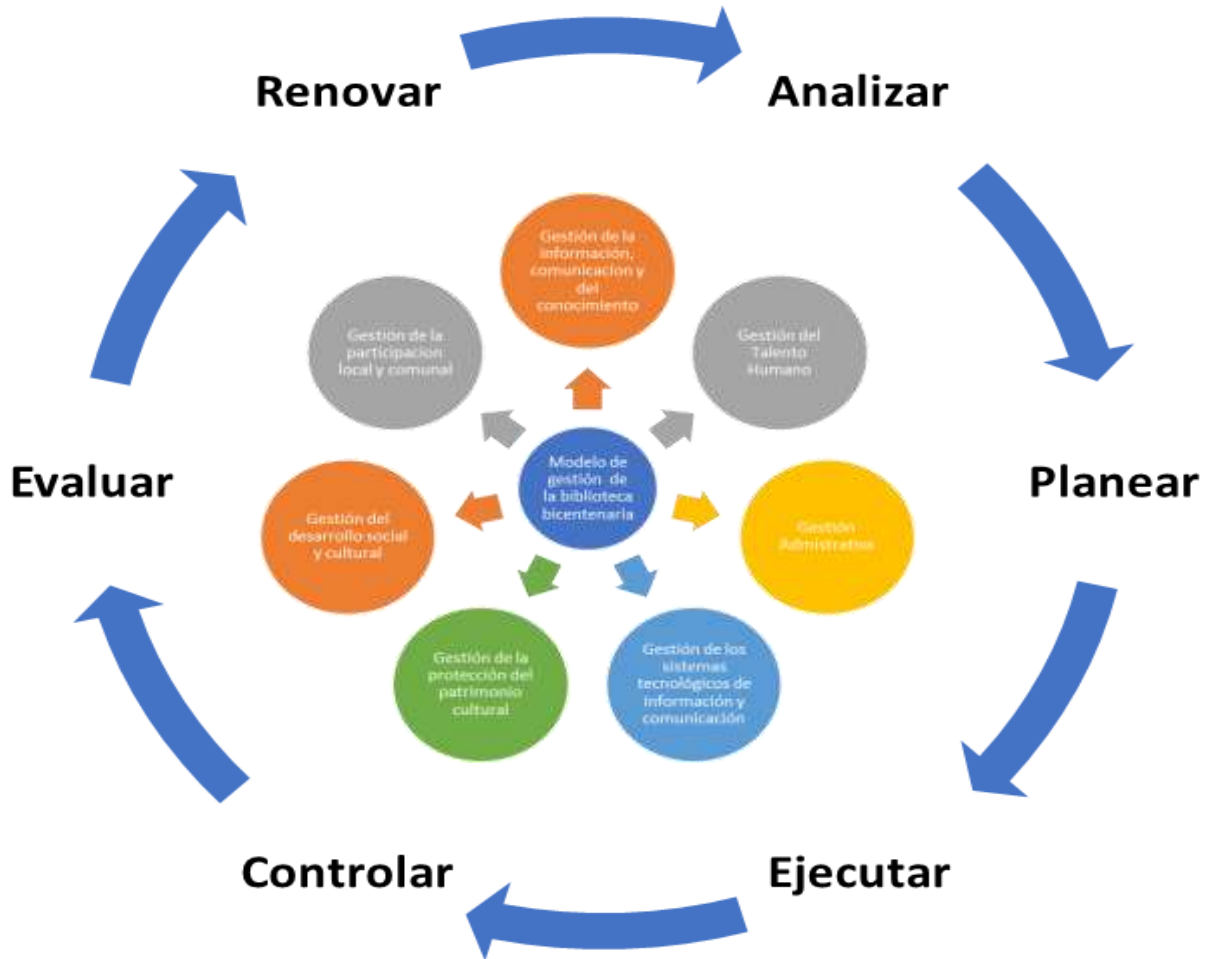 Renovar
Analizar
Gestión de la
información,
comunicacion y
del
conocimiento
Gestión de la
participacion
local y comunal
Gestión del
Talento
Humano
Modelo de
gestión de
la biblioteca
bicentenaria
Evaluar
Planear
Gestión del
desarrollo social
y cultural
Gestión
Admistrativa
Gestión de la
protección del
patrimonio
cultural
Gestión de los
sistemas
tecnológicos de
información y
comunicación
Controlar
Ejecutar